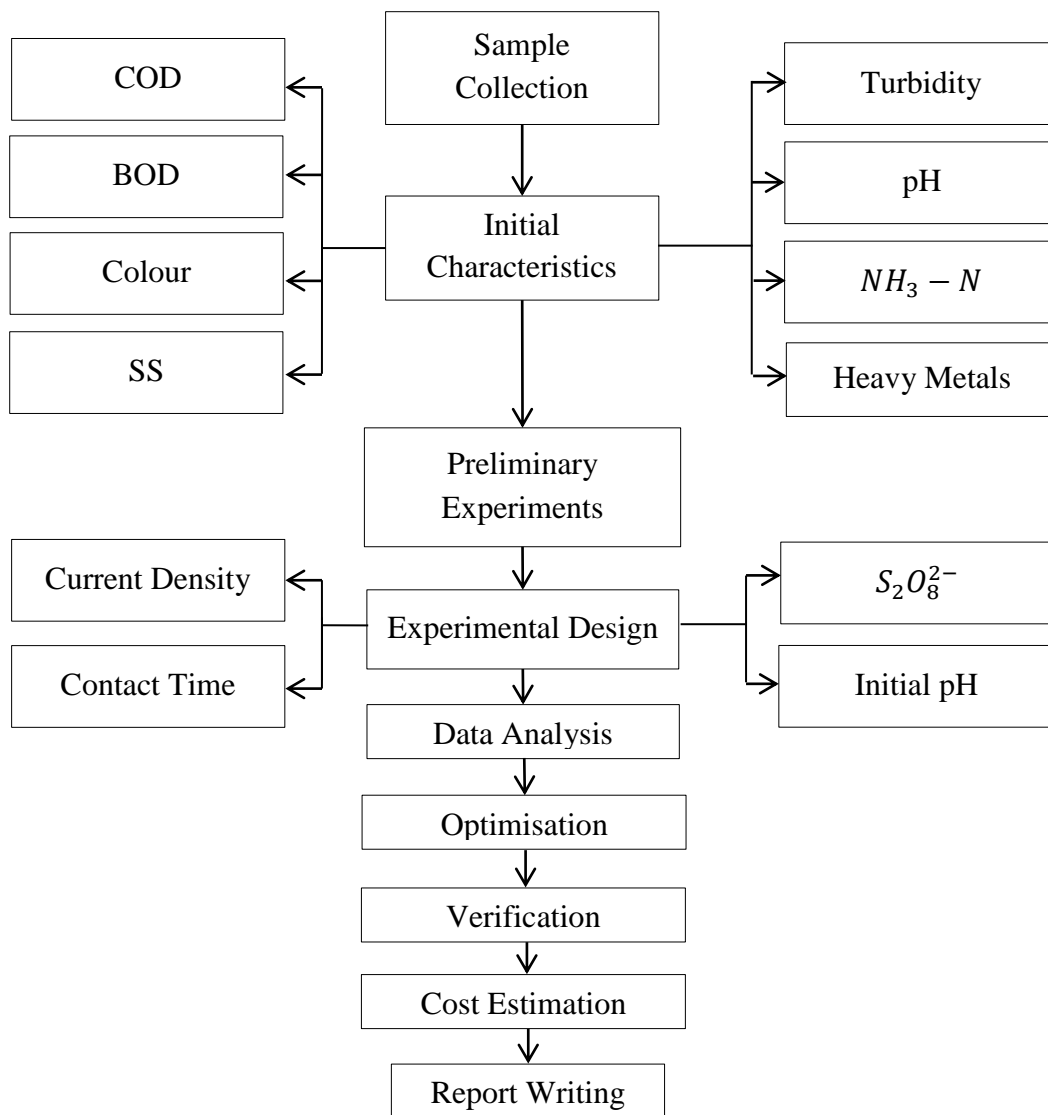 Sample
Collection
COD
Turbidity
BOD
pH
Initial
Characteristics
Colour
NH₃ − N
SS
Heavy Metals
Preliminary
Experiments
Current Density
S₂O₈²⁻
Experimental Design
Contact Time
Initial pH
Data Analysis
Optimisation
Verification
Cost Estimation
Report Writing